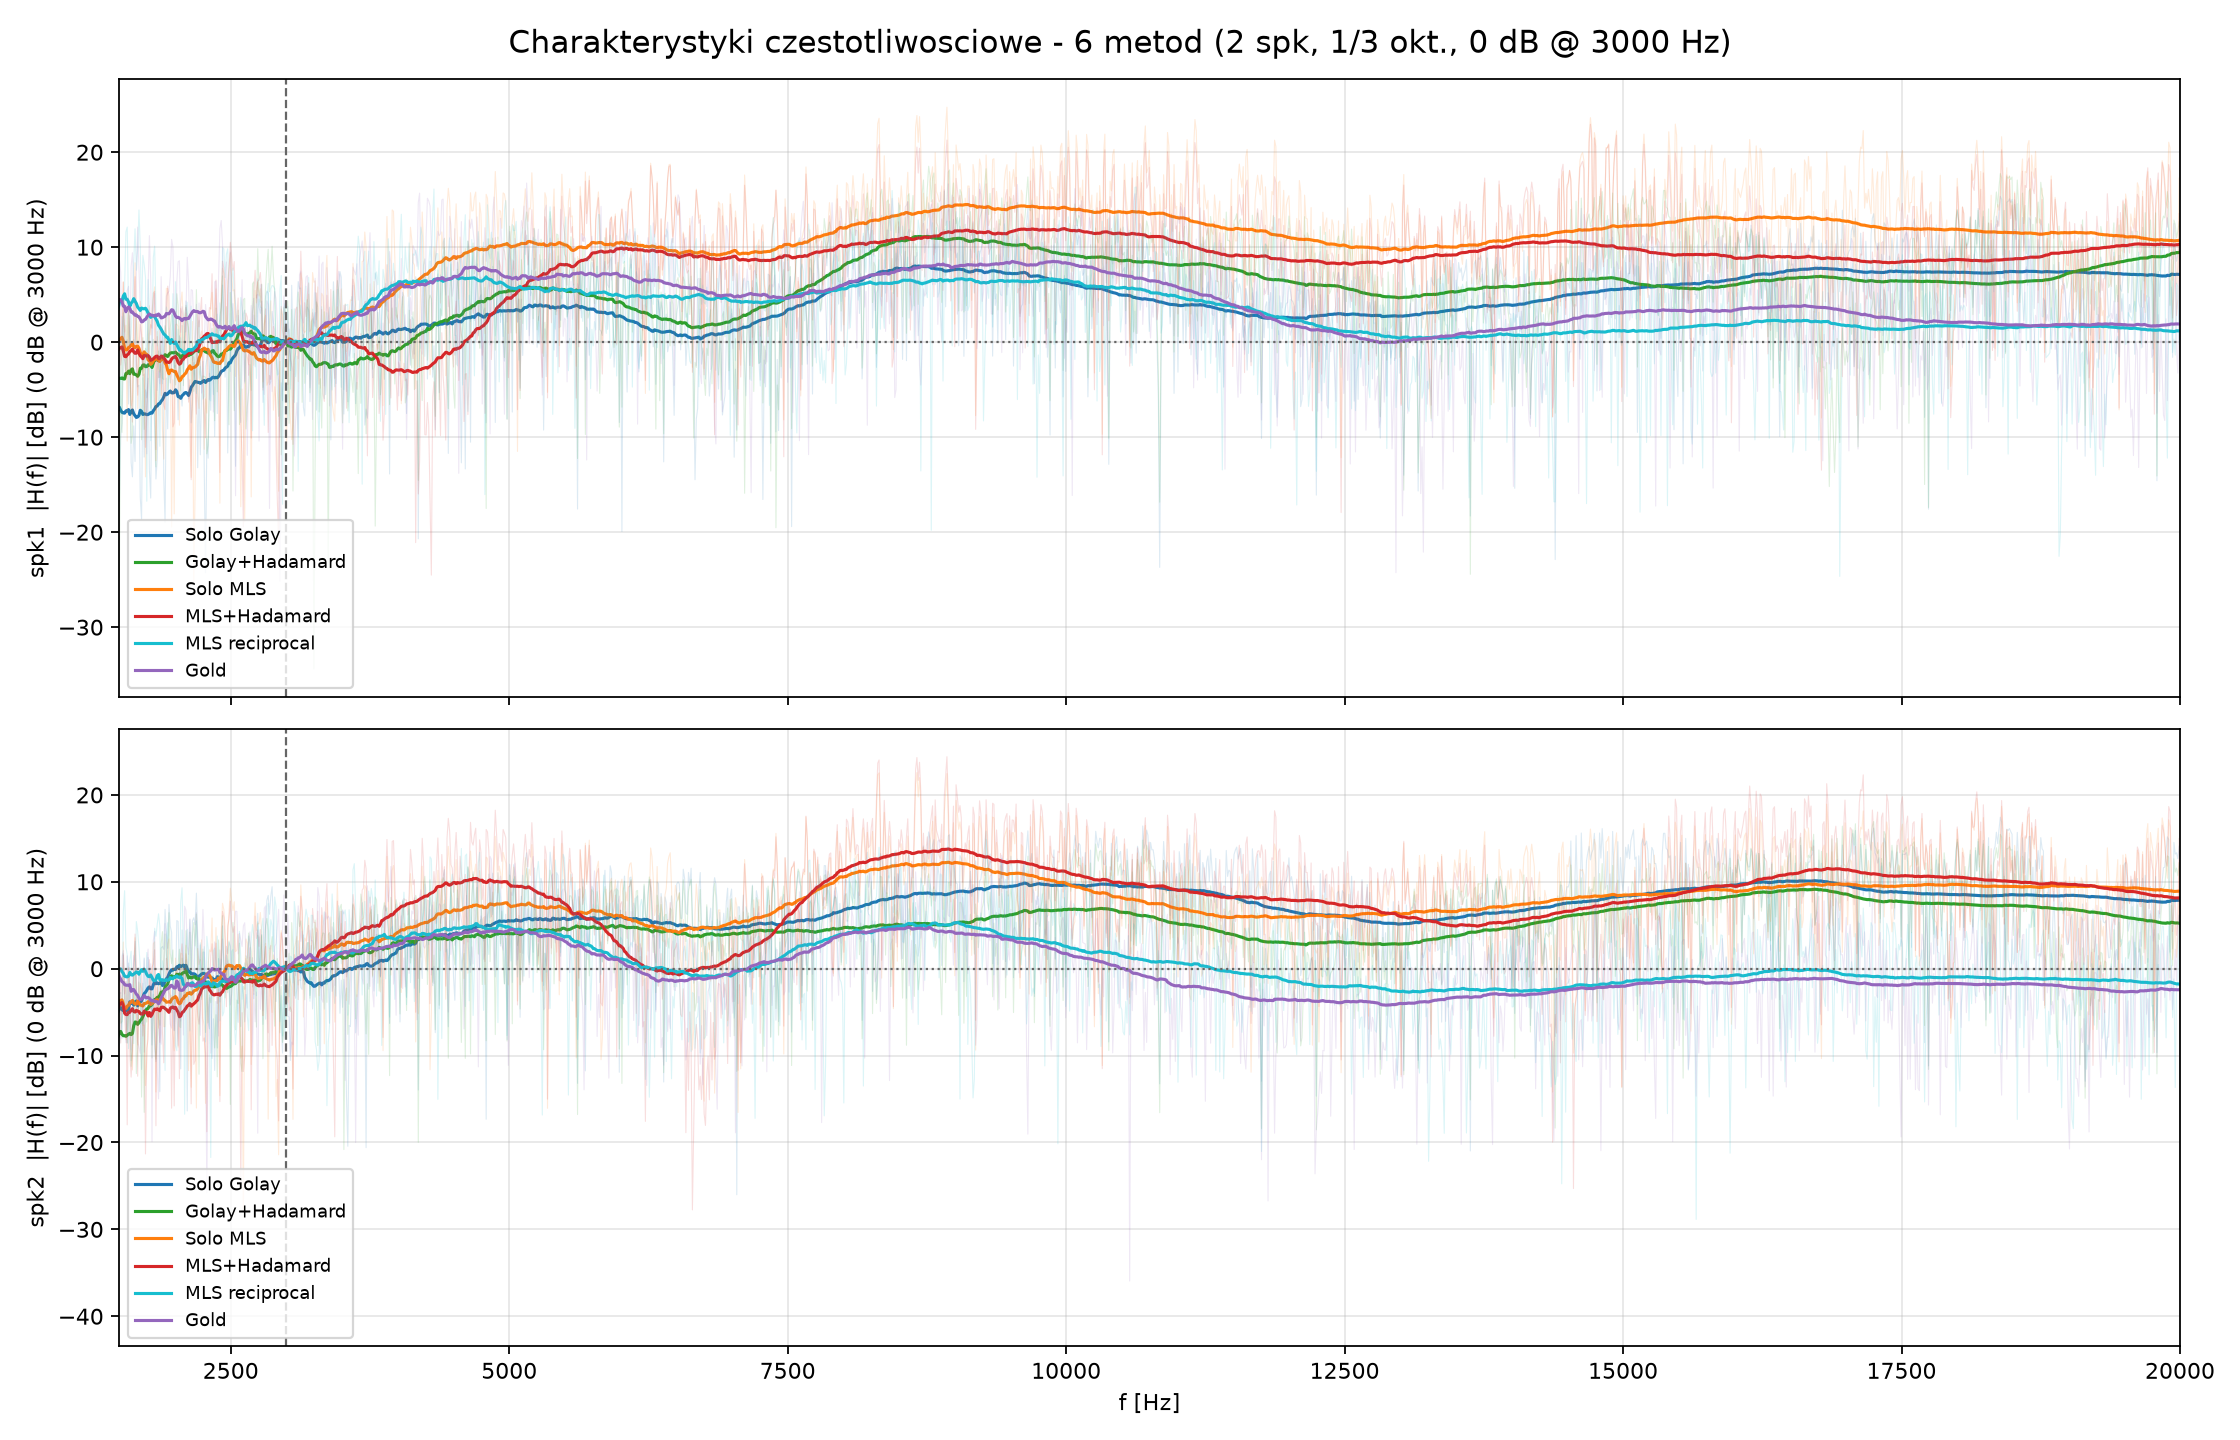 Charakterystyki czestotliwosciowe - 6 metod (2 spk, 1/3 okt., 0 dB @ 3000 Hz)
spk1 |H(f)| [dB] (0 dB @ 3000 Hz)
20
10
0
−10
−20
−30
Solo Golay
Golay+Hadamard
Solo MLS
MLS+Hadamard
MLS reciprocal
Gold
spk2 |H(f)| [dB] (0 dB @ 3000 Hz)
20
10
0
−10
−20
−30
−40
Solo Golay
Golay+Hadamard
Solo MLS
MLS+Hadamard
MLS reciprocal
Gold
2500 5000 7500 10000 12500 15000 17500 20000
f [Hz]